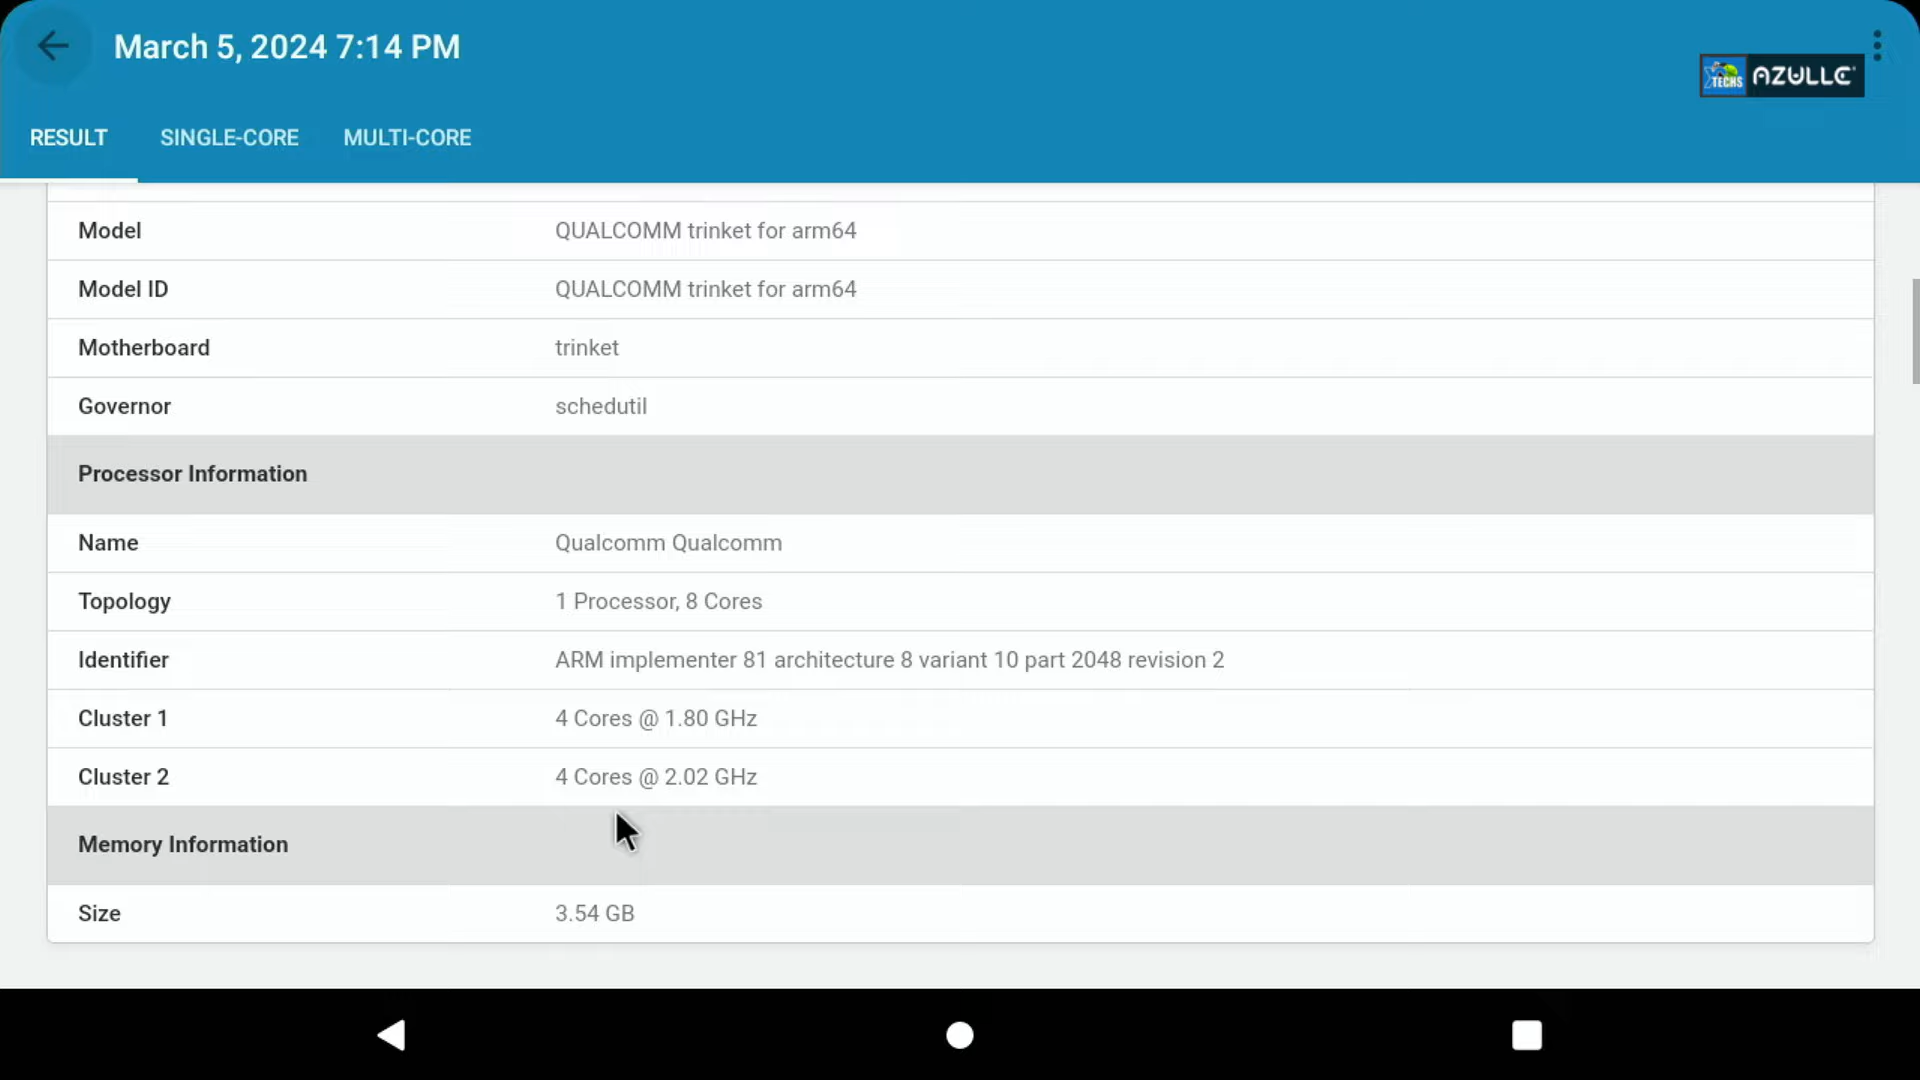 March 5, 2024 7:14 PM
TECHS AZULLE
RESULT SINGLE-CORE MULTI-CORE
Model QUALCOMM trinket for arm64
Model ID QUALCOMM trinket for arm64
Motherboard trinket
Governor schedutil
Processor Information
Name Qualcomm Qualcomm
Topology 1 Processor, 8 Cores
Identifier ARM implementer 81 architecture 8 variant 10 part 2048 revision 2
Cluster 1 4 Cores @ 1.80 GHz
Cluster 2 4 Cores @ 2.02 GHz
Memory Information
Size 3.54 GB